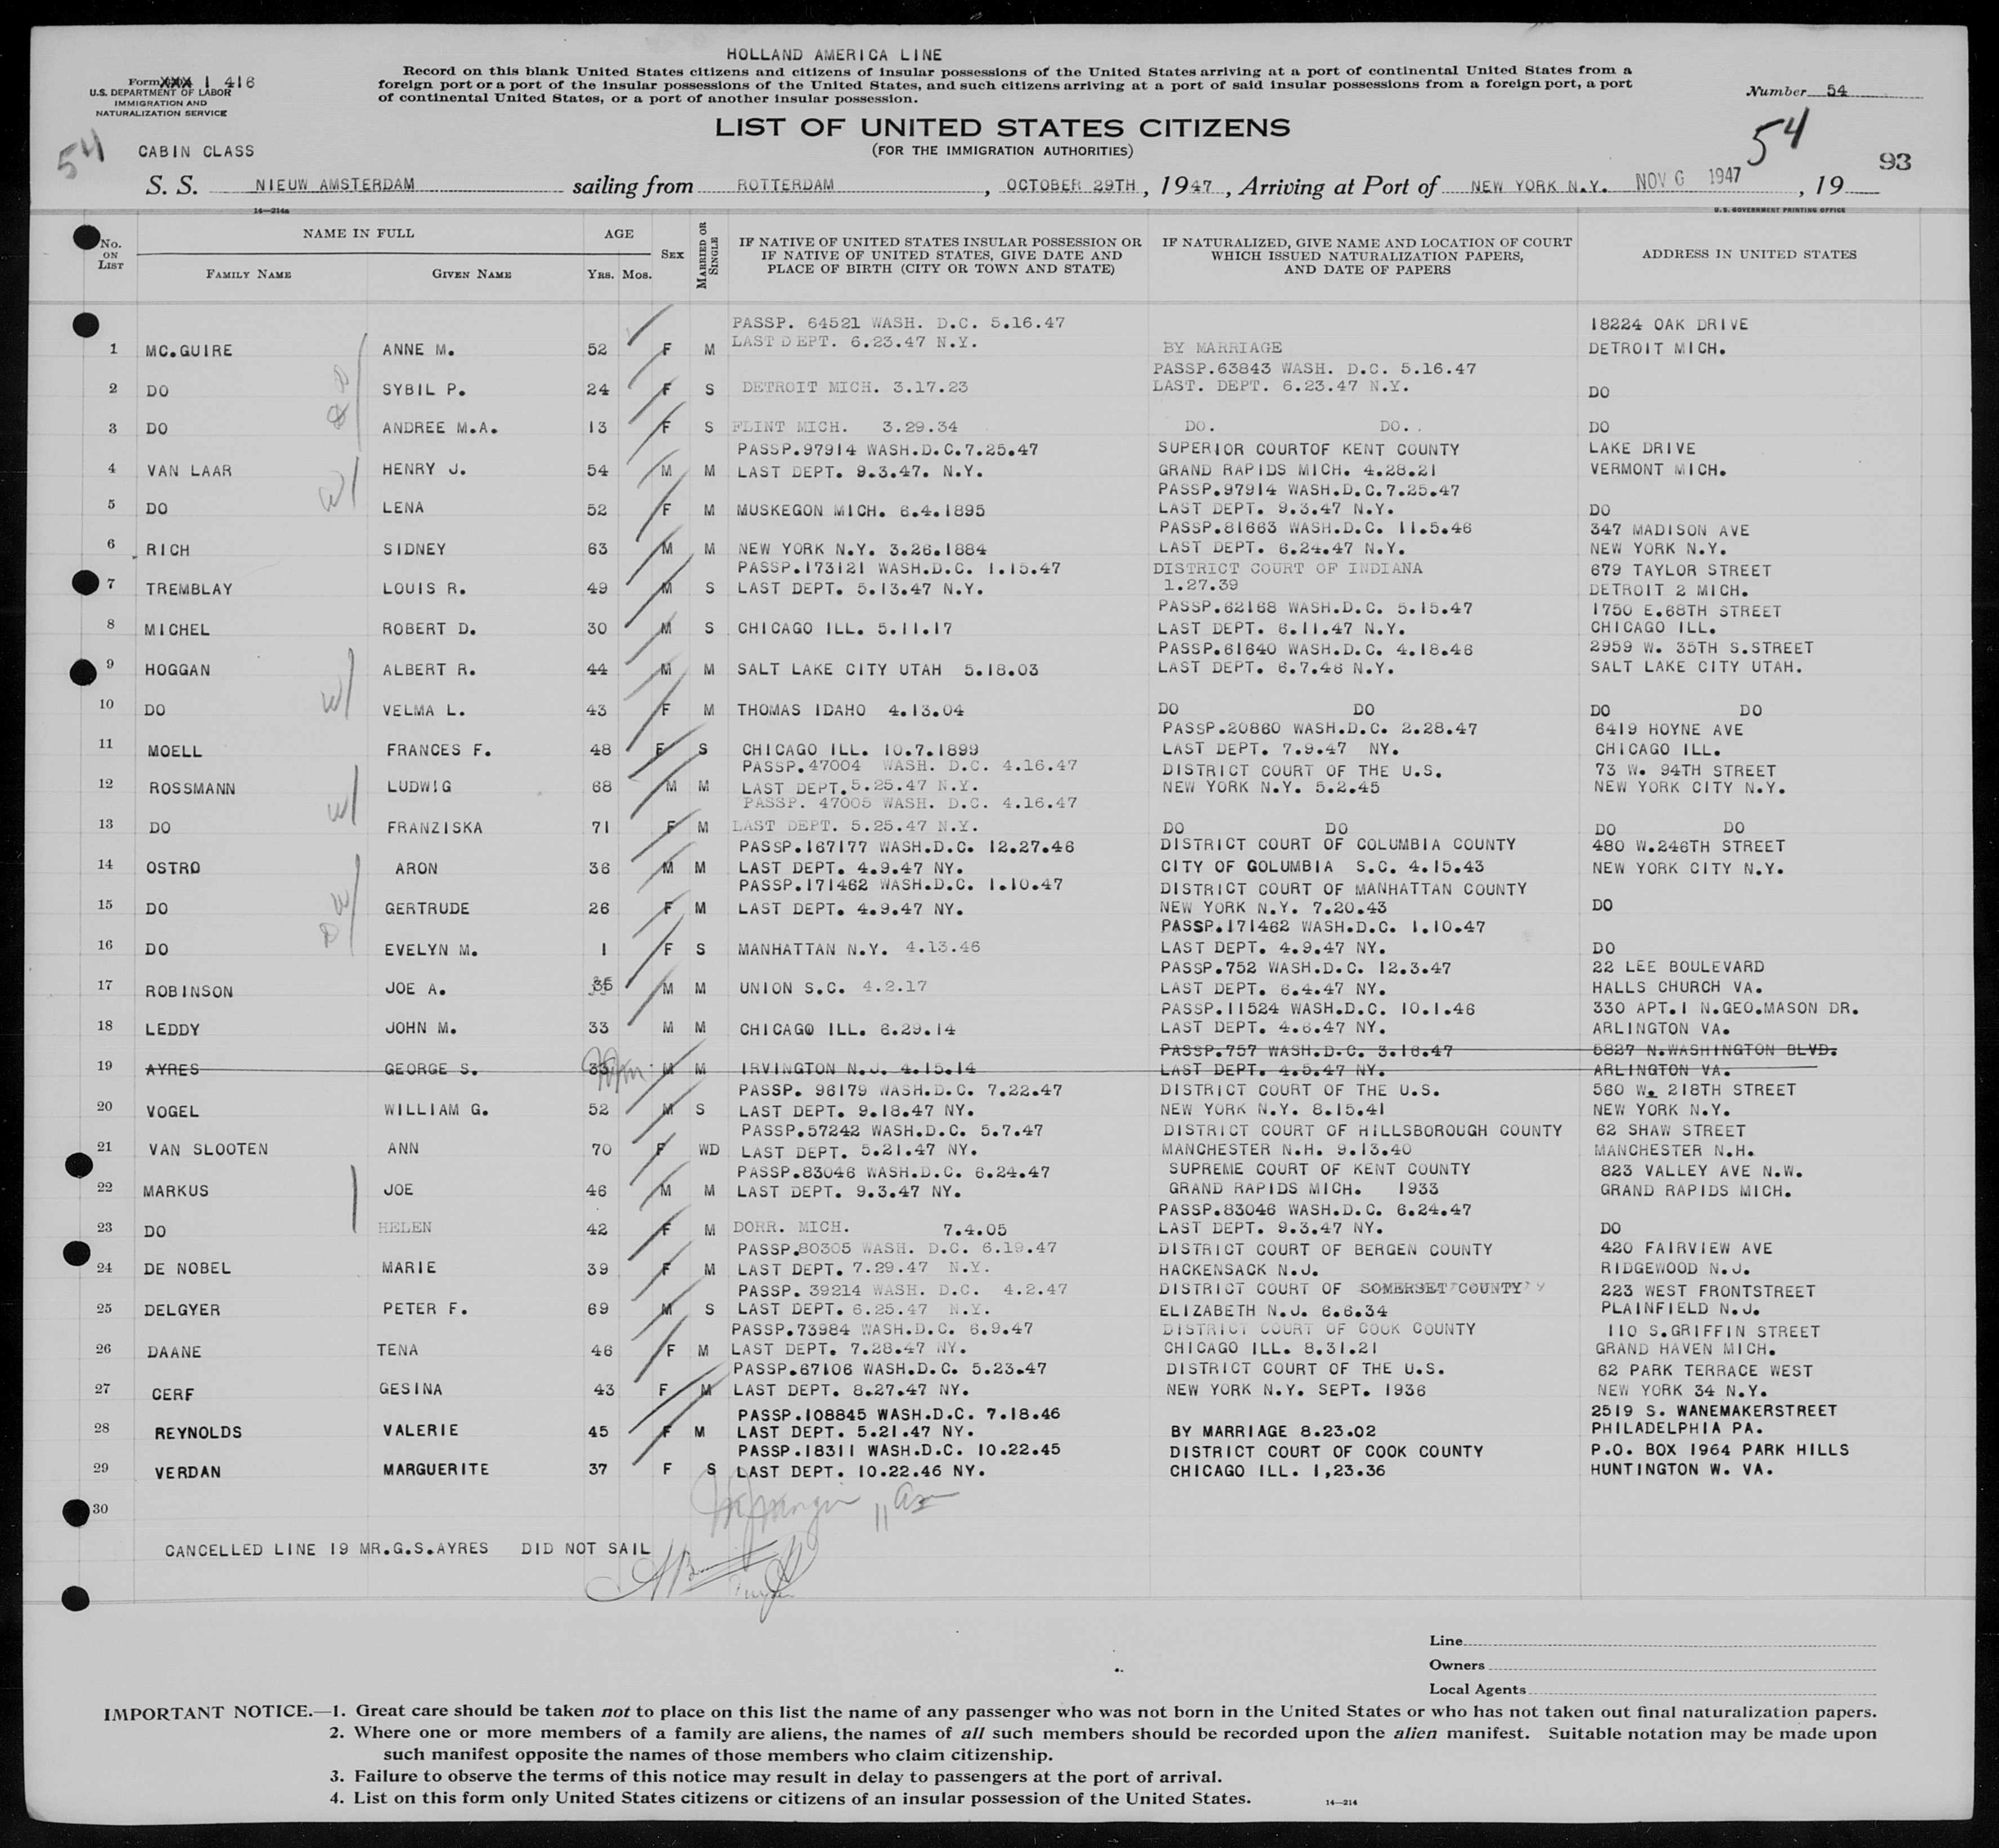 HOLLAND AMERICA LINE
Form XXX I 416
U.S. DEPARTMENT OF LABOR
IMMIGRATION AND
NATURALIZATION SERVICE
Record on this blank United States citizens and citizens of insular possessions of the United States arriving at a port of continental United States from a
foreign port or a port of the insular possessions of the United States, and such citizens arriving at a port of said insular possessions from a foreign port, a port
of continental United States, or a port of another insular possession.
Number 54
LIST OF UNITED STATES CITIZENS
(FOR THE IMMIGRATION AUTHORITIES)
54
54
93
CABIN CLASS
S. S. NIEUW AMSTERDAM sailing from ROTTERDAM, OCTOBER 29TH, 1947, Arriving at Port of NEW YORK N.Y. NOV 6 1947, 19
14—214a
U.S. GOVERNMENT PRINTING OFFICE
No. ON LIST
NAME IN FULL
FAMILY NAME GIVEN NAME
AGE
YRS. MOS.
SEX
MARRIED OR SINGLE
IF NATIVE OF UNITED STATES INSULAR POSSESSION OR
IF NATIVE OF UNITED STATES, GIVE DATE AND
PLACE OF BIRTH (CITY OR TOWN AND STATE)
IF NATURALIZED, GIVE NAME AND LOCATION OF COURT
WHICH ISSUED NATURALIZATION PAPERS,
AND DATE OF PAPERS
ADDRESS IN UNITED STATES
PASSP. 64521 WASH. D.C. 5.16.47 18224 OAK DRIVE
LAST DEPT. 6.23.47 N.Y.
1 MC.GUIRE ANNE M. 52 F M BY MARRIAGE DETROIT MICH.
PASSP.63843 WASH. D.C. 5.16.47
2 DO SYBIL P. 24 F S DETROIT MICH. 3.17.23 LAST. DEPT. 6.23.47 N.Y. DO
3 DO ANDREE M.A. 13 F S FLINT MICH. 3.29.34 DO. DO. DO
PASSP.97914 WASH.D.C.7.25.47 SUPERIOR COURTOF KENT COUNTY LAKE DRIVE
4 VAN LAAR HENRY J. 54 M M LAST DEPT. 9.3.47. N.Y. GRAND RAPIDS MICH. 4.28.21 VERMONT MICH.
PASSP.97914 WASH.D.C.7.25.47
5 DO LENA 52 F M MUSKEGON MICH. 6.4.1895 LAST DEPT. 9.3.47 N.Y. DO
PASSP.81663 WASH.D.C. 11.5.46 347 MADISON AVE
6 RICH SIDNEY 63 M M NEW YORK N.Y. 3.26.1884 LAST DEPT. 6.24.47 N.Y. NEW YORK N.Y.
PASSP.173121 WASH.D.C. 1.15.47 DISTRICT COURT OF INDIANA 679 TAYLOR STREET
7 TREMBLAY LOUIS R. 49 M S LAST DEPT. 5.13.47 N.Y. 1.27.39 DETROIT 2 MICH.
PASSP.62168 WASH.D.C. 5.15.47 1750 E.68TH STREET
8 MICHEL ROBERT D. 30 M S CHICAGO ILL. 5.11.17 LAST DEPT. 6.11.47 N.Y. CHICAGO ILL.
PASSP.61640 WASH.D.C. 4.18.46 2959 W. 35TH S.STREET
9 HOGGAN ALBERT R. 44 M M SALT LAKE CITY UTAH 5.18.03 LAST DEPT. 6.7.46 N.Y. SALT LAKE CITY UTAH.
10 DO VELMA L. 43 F M THOMAS IDAHO 4.13.04 DO DO DO DO
PASSP.20860 WASH.D.C. 2.28.47 6419 HOYNE AVE
11 MOELL FRANCES F. 48 F S CHICAGO ILL. 10.7.1899 LAST DEPT. 7.9.47 NY. CHICAGO ILL.
PASSP.47004 WASH. D.C. 4.16.47 DISTRICT COURT OF THE U.S. 73 W. 94TH STREET
12 ROSSMANN LUDWIG 68 M M LAST DEPT.5.25.47 N.Y. NEW YORK N.Y. 5.2.45 NEW YORK CITY N.Y.
PASSP. 47005 WASH. D.C. 4.16.47
13 DO FRANZISKA 71 F M LAST DEPT. 5.25.47 N.Y. DO DO DO DO
PASSP.167177 WASH.D.C. 12.27.46 DISTRICT COURT OF COLUMBIA COUNTY 480 W.246TH STREET
14 OSTRO ARON 36 M M LAST DEPT. 4.9.47 NY. CITY OF GOLUMBIA S.C. 4.15.43 NEW YORK CITY N.Y.
PASSP.171462 WASH.D.C. 1.10.47 DISTRICT COURT OF MANHATTAN COUNTY
15 DO GERTRUDE 26 F M LAST DEPT. 4.9.47 NY. NEW YORK N.Y. 7.20.43 DO
PASSP.171462 WASH.D.C. 1.10.47
16 DO EVELYN M. 1 F S MANHATTAN N.Y. 4.13.46 LAST DEPT. 4.9.47 NY. DO
PASSP.752 WASH.D.C. 12.3.47 22 LEE BOULEVARD
17 ROBINSON JOE A. M M UNION S.C. 4.2.17 LAST DEPT. 6.4.47 NY. HALLS CHURCH VA.
PASSP.11524 WASH.D.C. 10.1.46 330 APT.1 N.GEO.MASON DR.
18 LEDDY JOHN M. 33 M M CHICAGO ILL. 6.29.14 LAST DEPT. 4.6.47 NY. ARLINGTON VA.
PASSP.757 WASH.D.C. 3.18.47 5827 N.WASHINGTON BLVD.
19 AYRES GEORGE S. 33 M M IRVINGTON N.J. 4.15.14 LAST DEPT. 4.5.47 NY. ARLINGTON VA.
PASSP. 96179 WASH.D.C. 7.22.47 DISTRICT COURT OF THE U.S. 560 W. 218TH STREET
20 VOGEL WILLIAM G. 52 M S LAST DEPT. 9.18.47 NY. NEW YORK N.Y. 8.15.41 NEW YORK N.Y.
PASSP.57242 WASH.D.C. 5.7.47 DISTRICT COURT OF HILLSBOROUGH COUNTY 62 SHAW STREET
21 VAN SLOOTEN ANN 70 F WD LAST DEPT. 5.21.47 NY. MANCHESTER N.H. 9.13.40 MANCHESTER N.H.
PASSP.83046 WASH.D.C. 6.24.47 SUPREME COURT OF KENT COUNTY 823 VALLEY AVE N.W.
22 MARKUS JOE 46 M M LAST DEPT. 9.3.47 NY. GRAND RAPIDS MICH. 1933 GRAND RAPIDS MICH.
PASSP.83046 WASH.D.C. 6.24.47
23 DO HELEN 42 F M DORR. MICH. 7.4.05 LAST DEPT. 9.3.47 NY. DO
PASSP.80305 WASH. D.C. 6.19.47 DISTRICT COURT OF BERGEN COUNTY 420 FAIRVIEW AVE
24 DE NOBEL MARIE 39 F M LAST DEPT. 7.29.47 N.Y. HACKENSACK N.J. RIDGEWOOD N.J.
PASSP. 39214 WASH. D.C. 4.2.47 DISTRICT COURT OF SOMERSET COUNTY 223 WEST FRONTSTREET
25 DELGYER PETER F. 69 M S LAST DEPT. 6.25.47 N.Y. ELIZABETH N.J. 6.6.34 PLAINFIELD N.J.
PASSP.73984 WASH.D.C. 6.9.47 DISTRICT COURT OF COOK COUNTY 110 S.GRIFFIN STREET
26 DAANE TENA 46 F M LAST DEPT. 7.28.47 NY. CHICAGO ILL. 8.31.21 GRAND HAVEN MICH.
PASSP.67106 WASH.D.C. 5.23.47 DISTRICT COURT OF THE U.S. 62 PARK TERRACE WEST
27 CERF GESINA 43 F M LAST DEPT. 8.27.47 NY. NEW YORK N.Y. SEPT. 1936 NEW YORK 34 N.Y.
PASSP.108845 WASH.D.C. 7.18.46 2519 S. WANEMAKERSTREET
28 REYNOLDS VALERIE 45 F M LAST DEPT. 5.21.47 NY. BY MARRIAGE 8.23.02 PHILADELPHIA PA.
PASSP.18311 WASH.D.C. 10.22.45 DISTRICT COURT OF COOK COUNTY P.O. BOX 1964 PARK HILLS
29 VERDAN MARGUERITE 37 F S LAST DEPT. 10.22.46 NY. CHICAGO ILL. 1,23.36 HUNTINGTON W. VA.
30
CANCELLED LINE 19 MR.G.S.AYRES DID NOT SAIL
Line
Owners
Local Agents
IMPORTANT NOTICE.—1. Great care should be taken not to place on this list the name of any passenger who was not born in the United States or who has not taken out final naturalization papers.
2. Where one or more members of a family are aliens, the names of all such members should be recorded upon the alien manifest. Suitable notation may be made upon
such manifest opposite the names of those members who claim citizenship.
3. Failure to observe the terms of this notice may result in delay to passengers at the port of arrival.
4. List on this form only United States citizens or citizens of an insular possession of the United States.
14—214